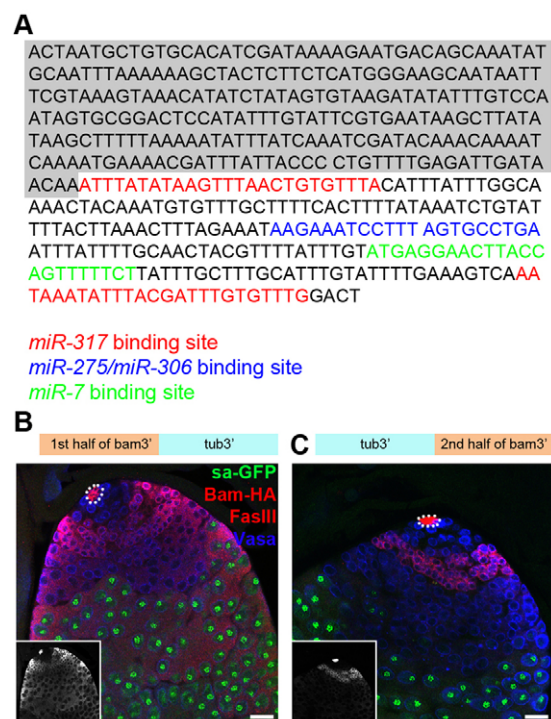 A
ACTAATGCTGTGCACATCGATAAAAGAATGACAGCAAATAT
GCAATTTAAAAAAGCTACTCTTCTCATGGGAAGCAATAATT
TCGTAAAGTAAACATATCTATAGTGTAAGATATATTTGTCCA
ATAGTGCGGACTCCATATTTGTATTCGTGAATAAGCTTATA
TAAGCTTTTTAAAAATATTTATCAAATCGATACAAACAAAAT
CAAAATGAAAACGATTTATTACCC CCTGTTTTGAGATTGATA
ACAAATTTATATAAGTTTAACTGTGTTTACATTTATTTGGCA
AAACTACAAATGTGTTTGCTTTTCACTTTTATAAATCTGTAT
TTTACTTAAACTTTAGAAATAAGAAATCCTTT AGTGCCTGA
ATTTATTTTGCAACTACGTTTTATTTGTATGAGGAACTTACC
AGTTTTTCTTATTTGCTTTGCATTTGTATTTTGAAAGTCAAA
TAAATATTTACGATTTGTGTTTGGACT
miR-317 binding site
miR-275/miR-306 binding site
miR-7 binding site
B
1st half of bam3' tub3'
sa-GFP
Bam-HA
FasIII
Vasa
C
tub3' 2nd half of bam3'